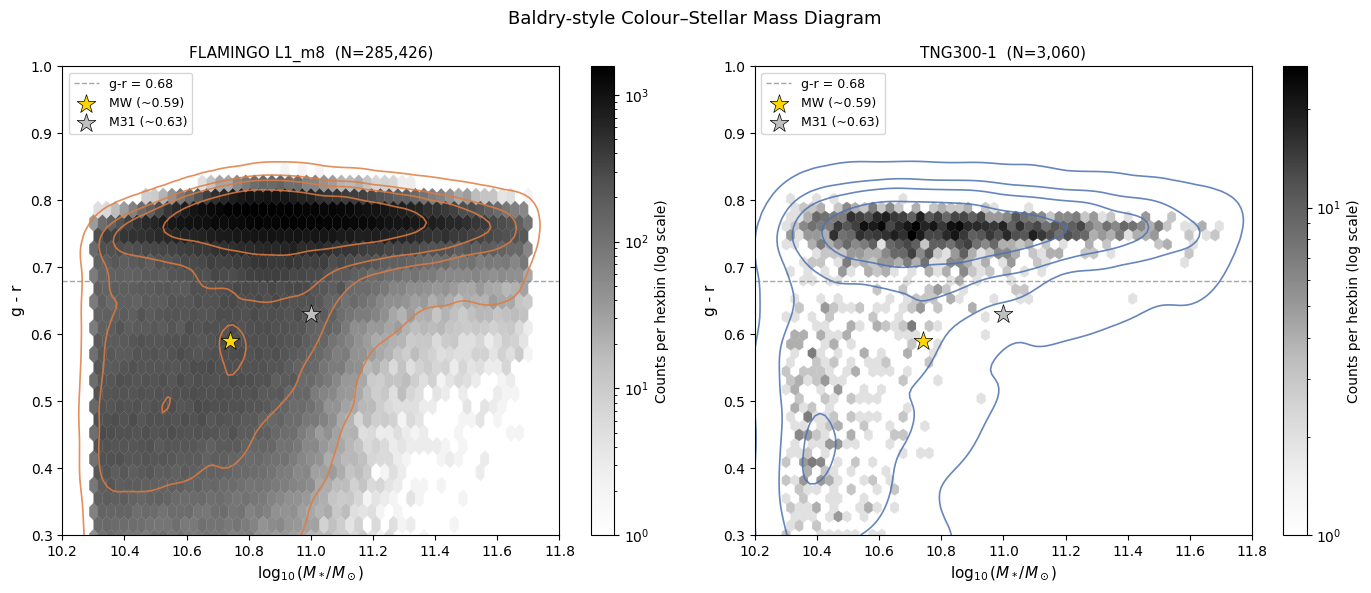 Baldry-style Colour–Stellar Mass Diagram
FLAMINGO L1_m8  (N=285,426)
g - r
1.0
0.9
0.8
0.7
0.6
0.5
0.4
0.3
g-r = 0.68
MW (~0.59)
M31 (~0.63)
10.2 10.4 10.6 10.8 11.0 11.2 11.4 11.6 11.8
log₁₀(M*/M⊙)
10³
10²
10¹
10⁰
Counts per hexbin (log scale)
TNG300-1  (N=3,060)
g - r
1.0
0.9
0.8
0.7
0.6
0.5
0.4
0.3
g-r = 0.68
MW (~0.59)
M31 (~0.63)
10.2 10.4 10.6 10.8 11.0 11.2 11.4 11.6 11.8
log₁₀(M*/M⊙)
10¹
10⁰
Counts per hexbin (log scale)